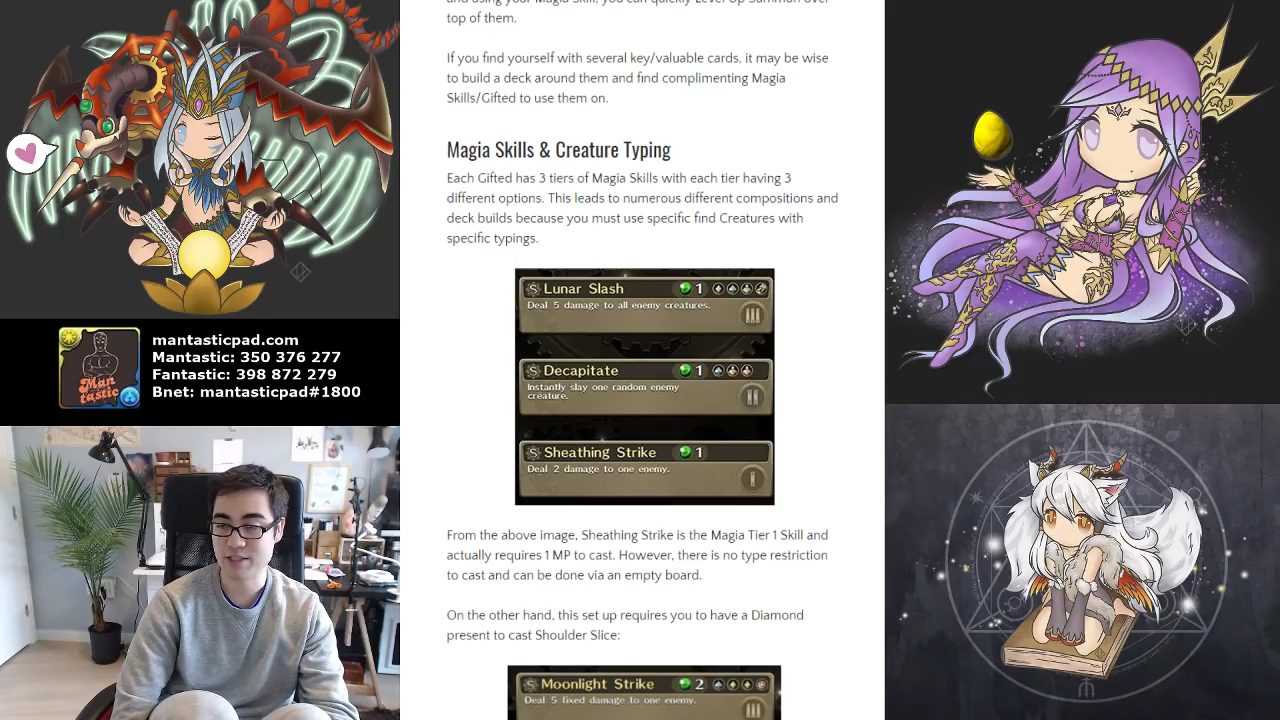 and using your Magia Skill, you can quickly Level Up Summon over
top of them.
If you find yourself with several key/valuable cards, it may be wise
to build a deck around them and find complimenting Magia
Skills/Gifted to use them on.
Magia Skills & Creature Typing
Each Gifted has 3 tiers of Magia Skills with each tier having 3
different options. This leads to numerous different compositions and
deck builds because you must use specific find Creatures with
specific typings.
Lunar Slash 1
Deal 5 damage to all enemy creatures.
Decapitate 1
Instantly slay one random enemy
creature.
Sheathing Strike 1
Deal 2 damage to one enemy.
From the above image, Sheathing Strike is the Magia Tier 1 Skill and
actually requires 1 MP to cast. However, there is no type restriction
to cast and can be done via an empty board.
On the other hand, this set up requires you to have a Diamond
present to cast Shoulder Slice:
Moonlight Strike 2
Deal 5 fixed damage to one enemy.
Man
tastic
mantasticpad.com
Mantastic: 350 376 277
Fantastic: 398 872 279
Bnet: mantasticpad#1800